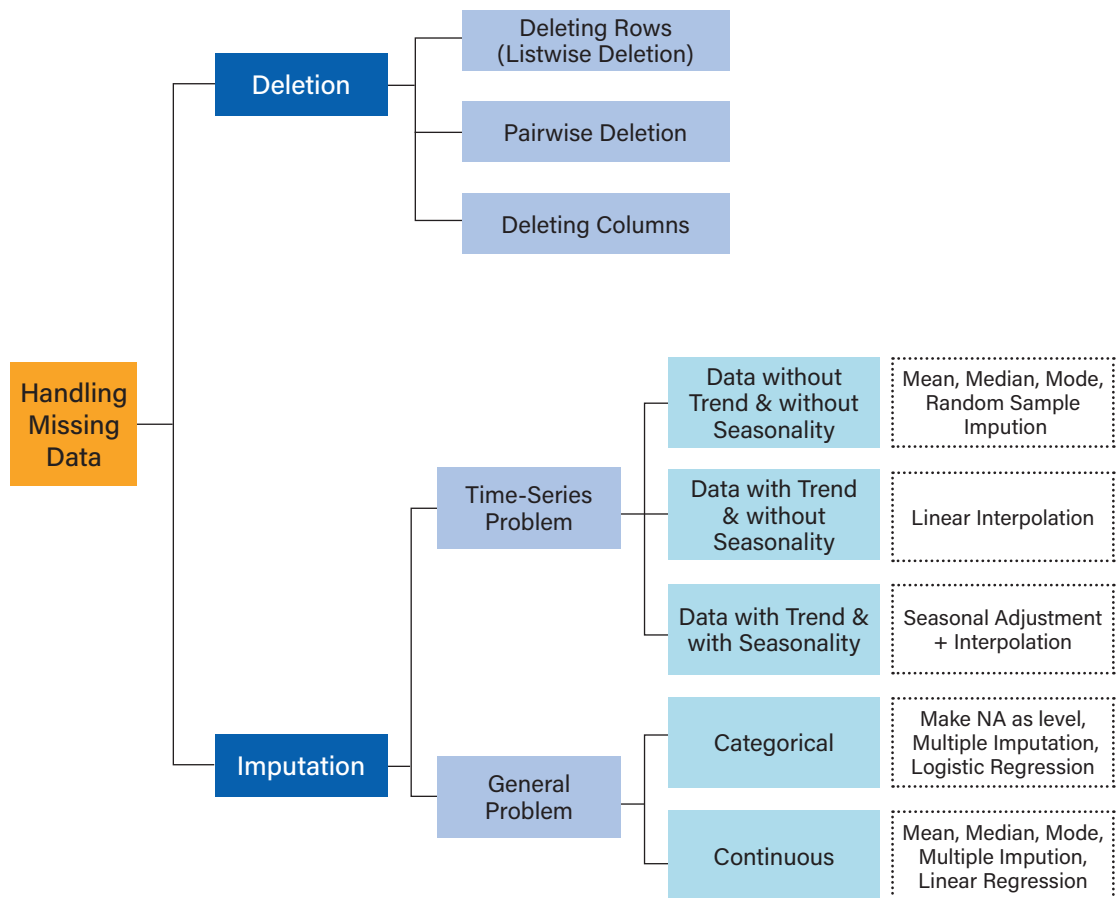 Handling
Missing
Data
Deletion
Deleting Rows
(Listwise Deletion)
Pairwise Deletion
Deleting Columns
Imputation
Time-Series
Problem
Data without
Trend & without
Seasonality
Mean, Median, Mode,
Random Sample
Impution
Data with Trend
& without
Seasonality
Linear Interpolation
Data with Trend &
with Seasonality
Seasonal Adjustment
+ Interpolation
General
Problem
Categorical
Make NA as level,
Multiple Imputation,
Logistic Regression
Continuous
Mean, Median, Mode,
Multiple Impution,
Linear Regression